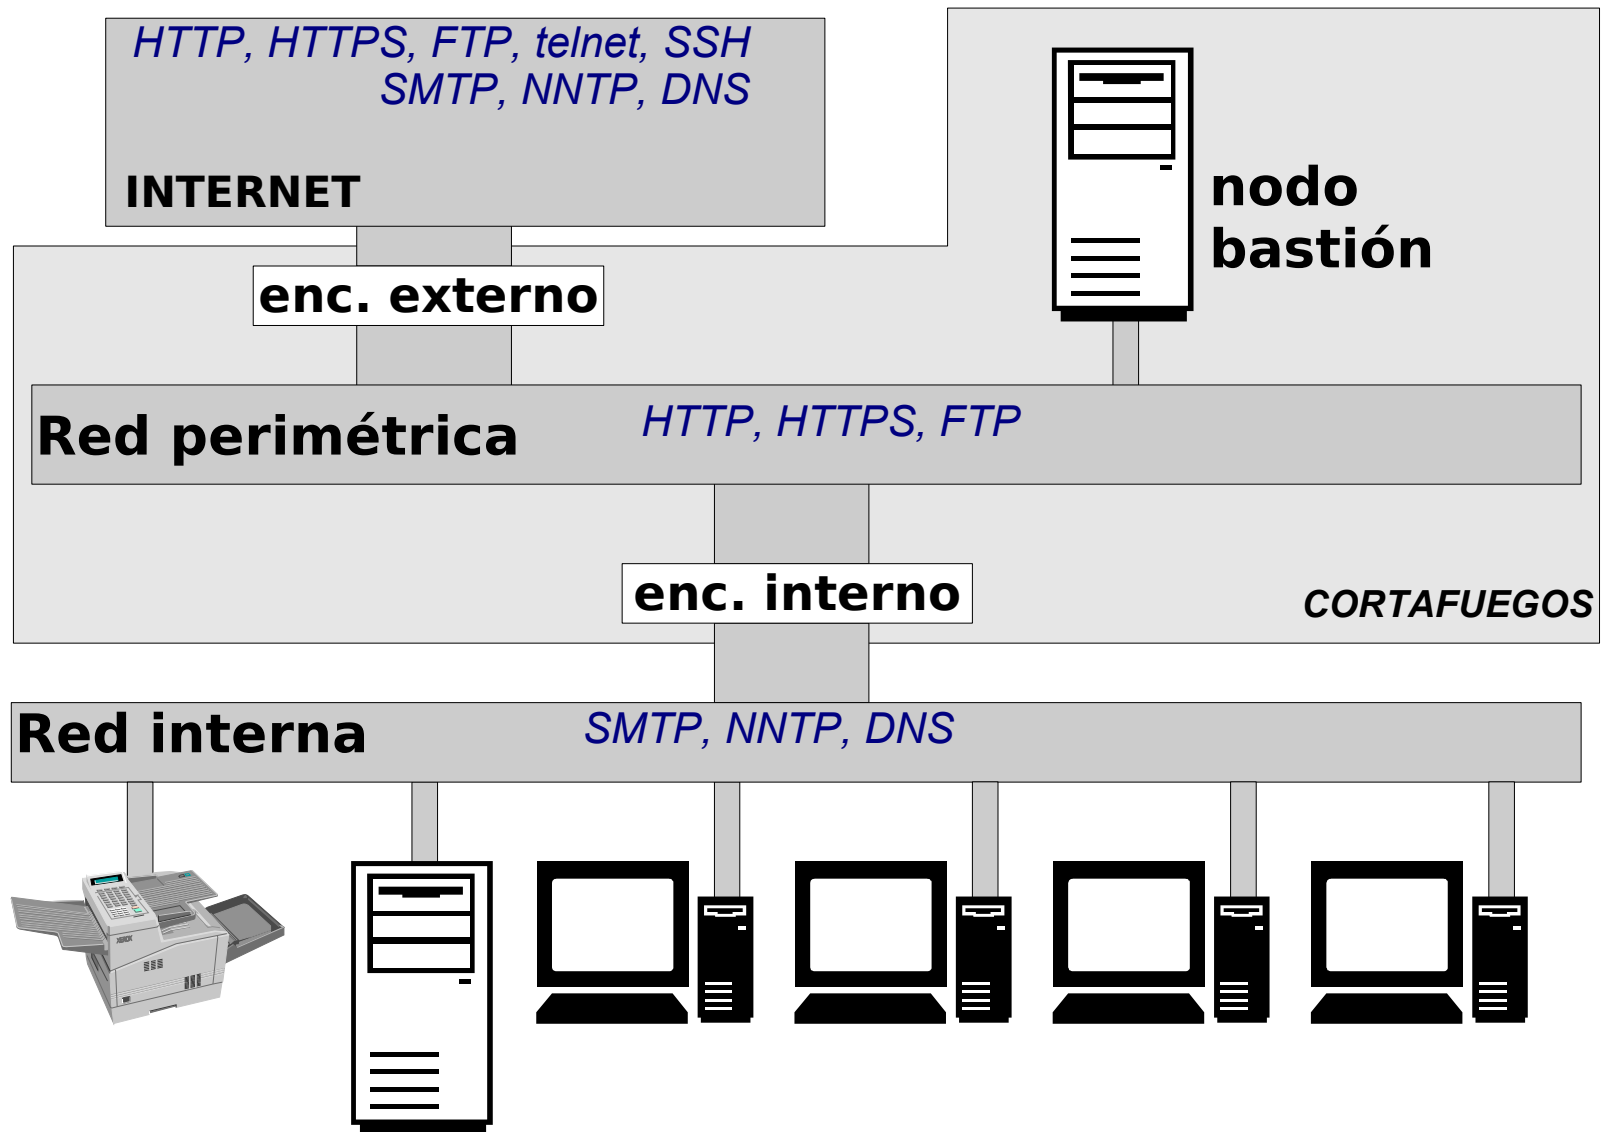 HTTP, HTTPS, FTP, telnet, SSH
SMTP, NNTP, DNS
INTERNET
nodo
bastión
enc. externo
Red perimétrica
HTTP, HTTPS, FTP
enc. interno
CORTAFUEGOS
Red interna
SMTP, NNTP, DNS
XEROX